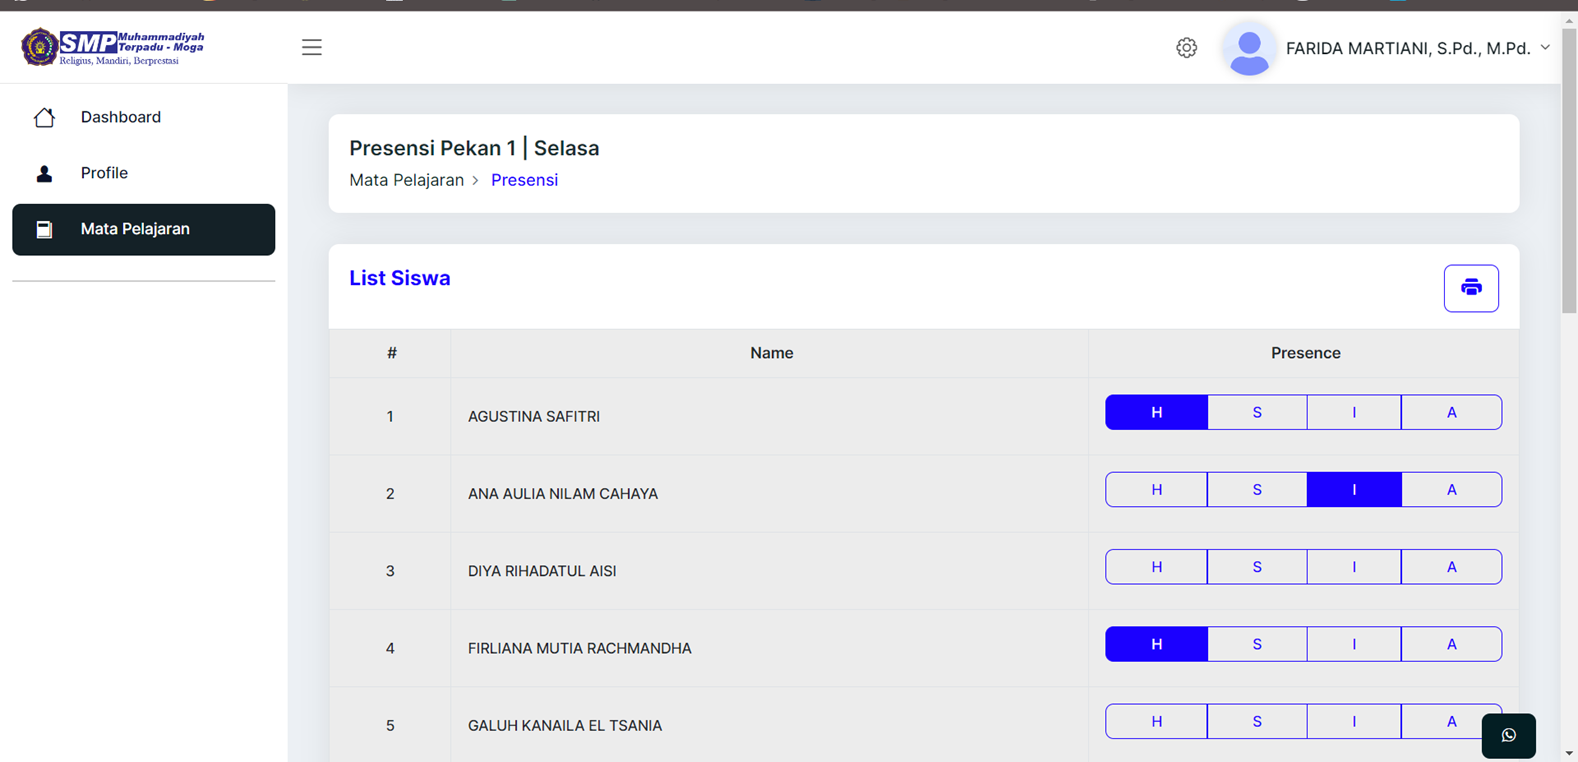 SMP Muhammadiyah
Terpadu - Moga
Religius, Mandiri, Berprestasi
FARIDA MARTIANI, S.Pd., M.Pd.
Dashboard
Profile
Mata Pelajaran
Presensi Pekan 1 | Selasa
Mata Pelajaran > Presensi
List Siswa
# Name Presence
1 AGUSTINA SAFITRI H S I A
2 ANA AULIA NILAM CAHAYA H S I A
3 DIYA RIHADATUL AISI H S I A
4 FIRLIANA MUTIA RACHMANDHA H S I A
5 GALUH KANAILA EL TSANIA H S I A